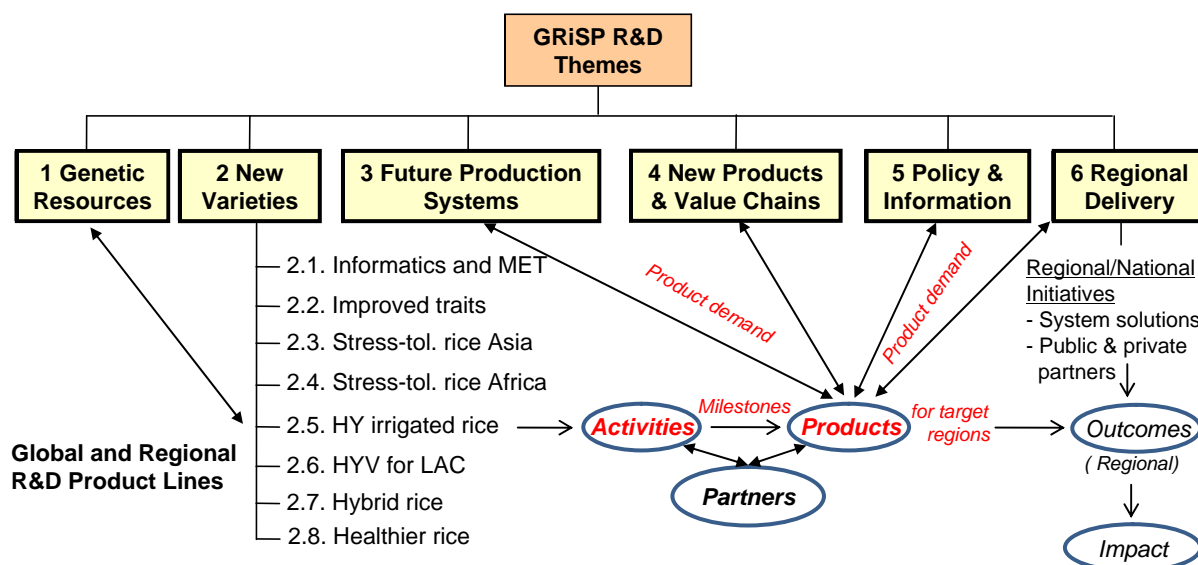 GRiSP R&D
Themes
1 Genetic
Resources
2 New
Varieties
3 Future Production
Systems
4 New Products
& Value Chains
5 Policy &
Information
6 Regional
Delivery
2.1. Informatics and MET
2.2. Improved traits
2.3. Stress-tol. rice Asia
2.4. Stress-tol. rice Africa
2.5. HY irrigated rice
2.6. HYV for LAC
2.7. Hybrid rice
2.8. Healthier rice
Global and Regional
R&D Product Lines
Product demand
Product demand
Regional/National
Initiatives
- System solutions
- Public & private
partners
Activities
Milestones
Products
for target
regions
Partners
Outcomes
( Regional)
Impact